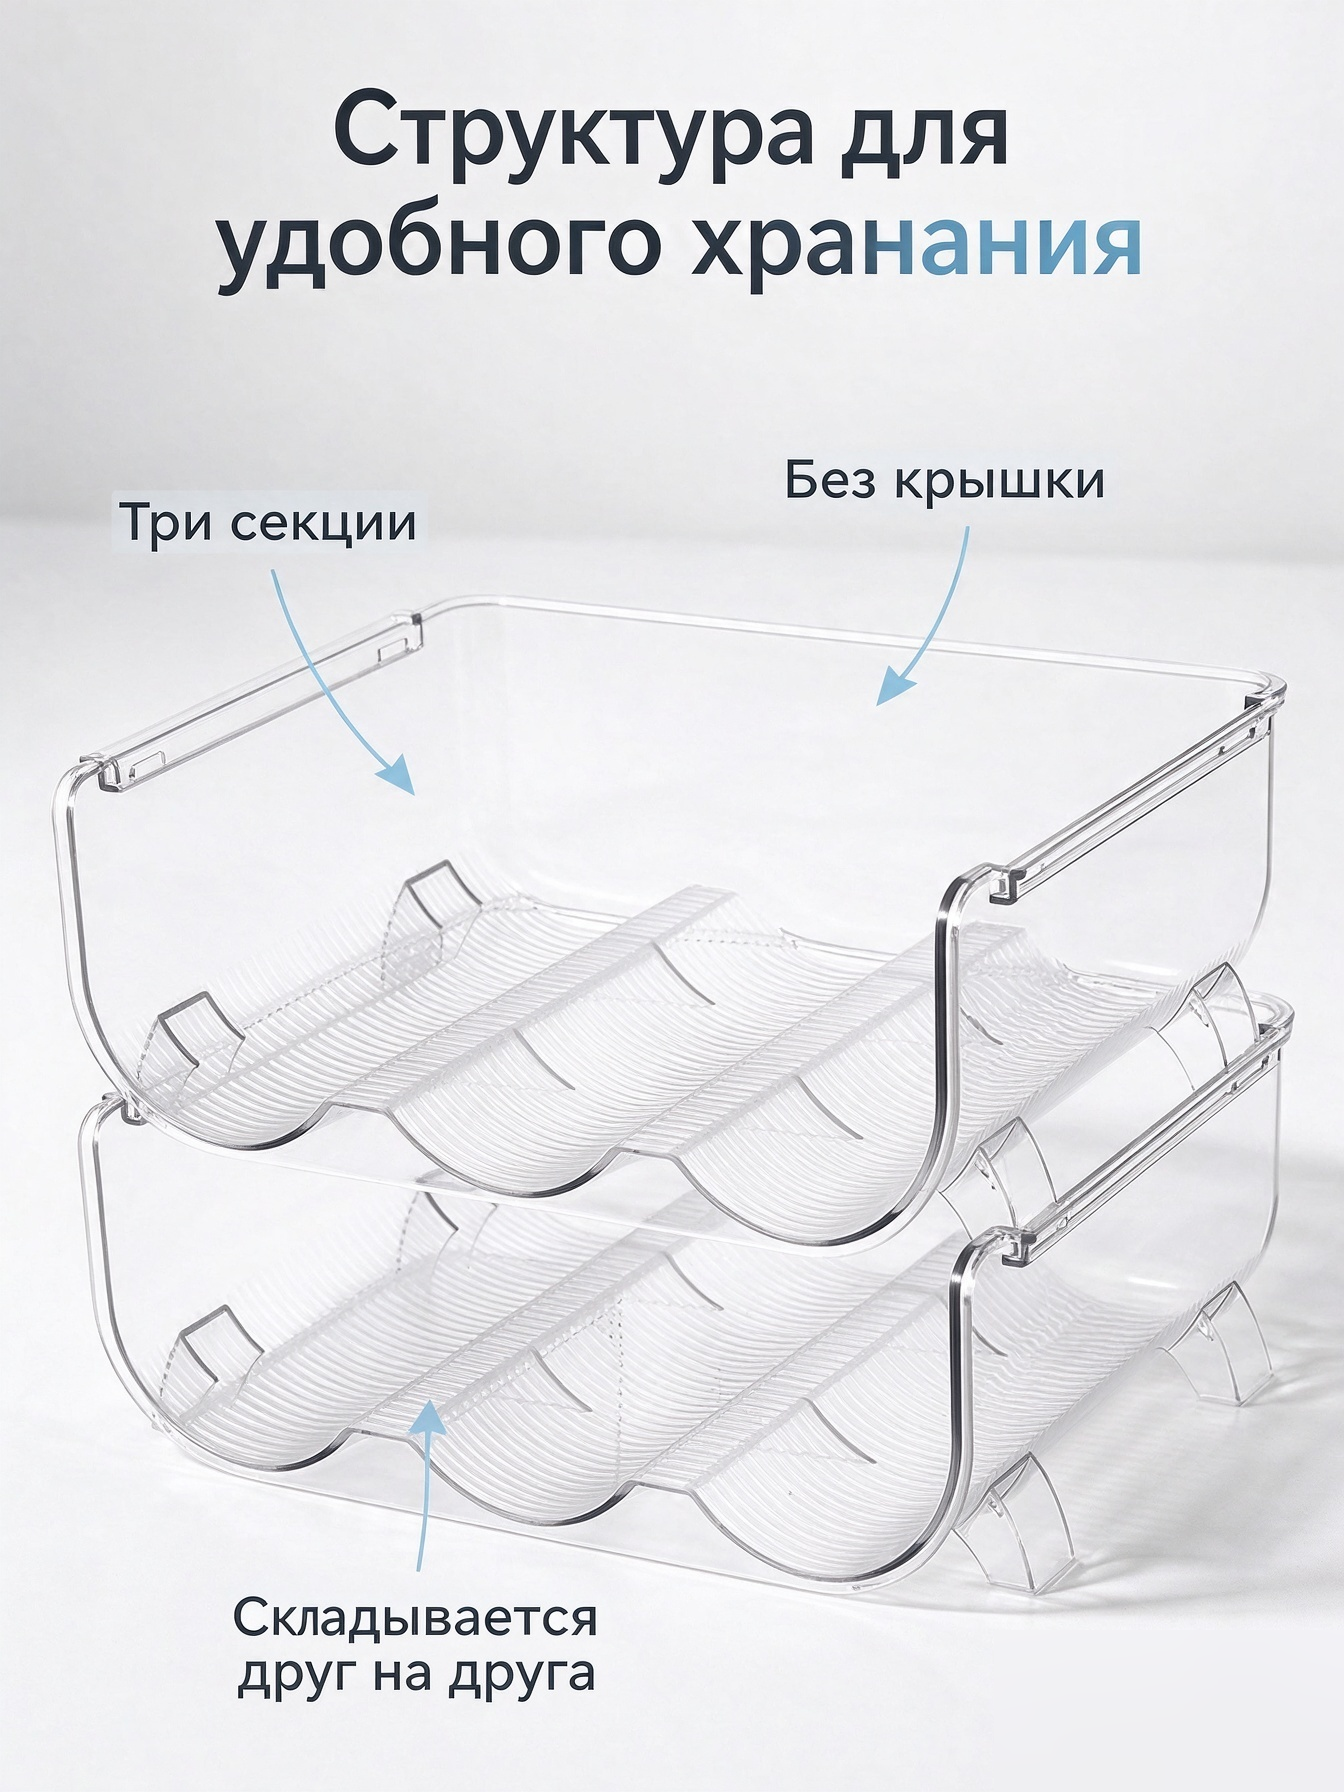 Структура для
удобного хранания
Без крышки
Три секции
Складывается
друг на друга